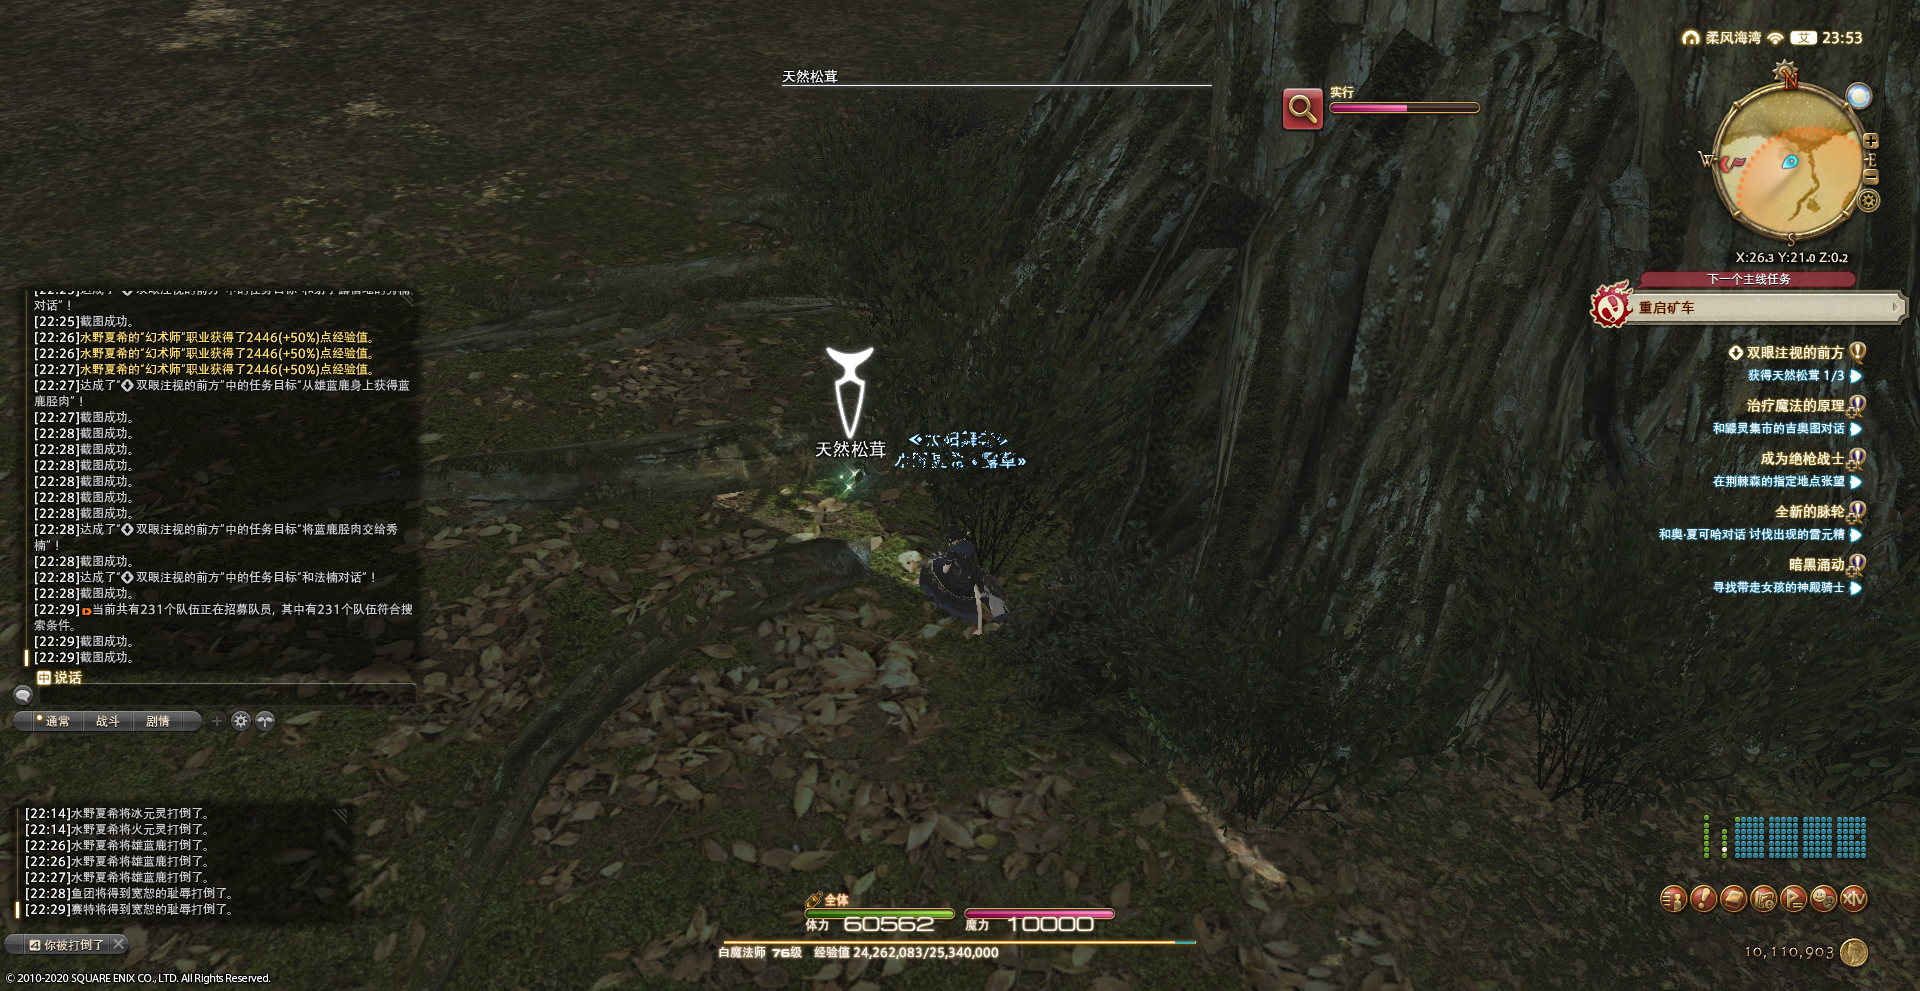 天然松茸
实行
柔风海湾 艾 23:53
N
W
E
S
X:26.3 Y:21.0 Z:0.2
下一个主线任务
重启矿车
双眼注视的前方
获得天然松茸 1/3
治疗魔法的原理
和鼹灵集市的吉奥图对话
成为绝枪战士
在荆棘森的指定地点张望
全新的脉轮
和奥·夏可哈对话 讨伐出现的雷元精
暗黑涌动
寻找带走女孩的神殿骑士
对话”！
[22:25]截图成功。
[22:26]水野夏希的“幻术师”职业获得了2446(+50%)点经验值。
[22:26]水野夏希的“幻术师”职业获得了2446(+50%)点经验值。
[22:27]水野夏希的“幻术师”职业获得了2446(+50%)点经验值。
[22:27]达成了“双眼注视的前方”中的任务目标“从雄蓝鹿身上获得蓝
鹿胫肉”！
[22:27]截图成功。
[22:28]截图成功。
[22:28]截图成功。
[22:28]截图成功。
[22:28]截图成功。
[22:28]截图成功。
[22:28]截图成功。
[22:28]达成了“双眼注视的前方”中的任务目标“将蓝鹿胫肉交给秀
楠”！
[22:28]截图成功。
[22:28]达成了“双眼注视的前方”中的任务目标“和法楠对话”！
[22:28]截图成功。
[22:29]当前共有231个队伍正在招募队员, 其中有231个队伍符合搜
索条件。
[22:29]截图成功。
[22:29]截图成功。
说话
通常 战斗 剧情
天然松茸
[22:14]水野夏希将冰元灵打倒了。
[22:14]水野夏希将火元灵打倒了。
[22:26]水野夏希将雄蓝鹿打倒了。
[22:26]水野夏希将雄蓝鹿打倒了。
[22:27]水野夏希将雄蓝鹿打倒了。
[22:28]鱼团将得到宽恕的耻辱打倒了。
[22:29]赛特将得到宽恕的耻辱打倒了。
4 你被打倒了
全体
体力 60562 魔力 10000
白魔法师 76级 经验值 24,262,083/25,340,000
XIV
10,110,903
© 2010-2020 SQUARE ENIX CO., LTD. All Rights Reserved.